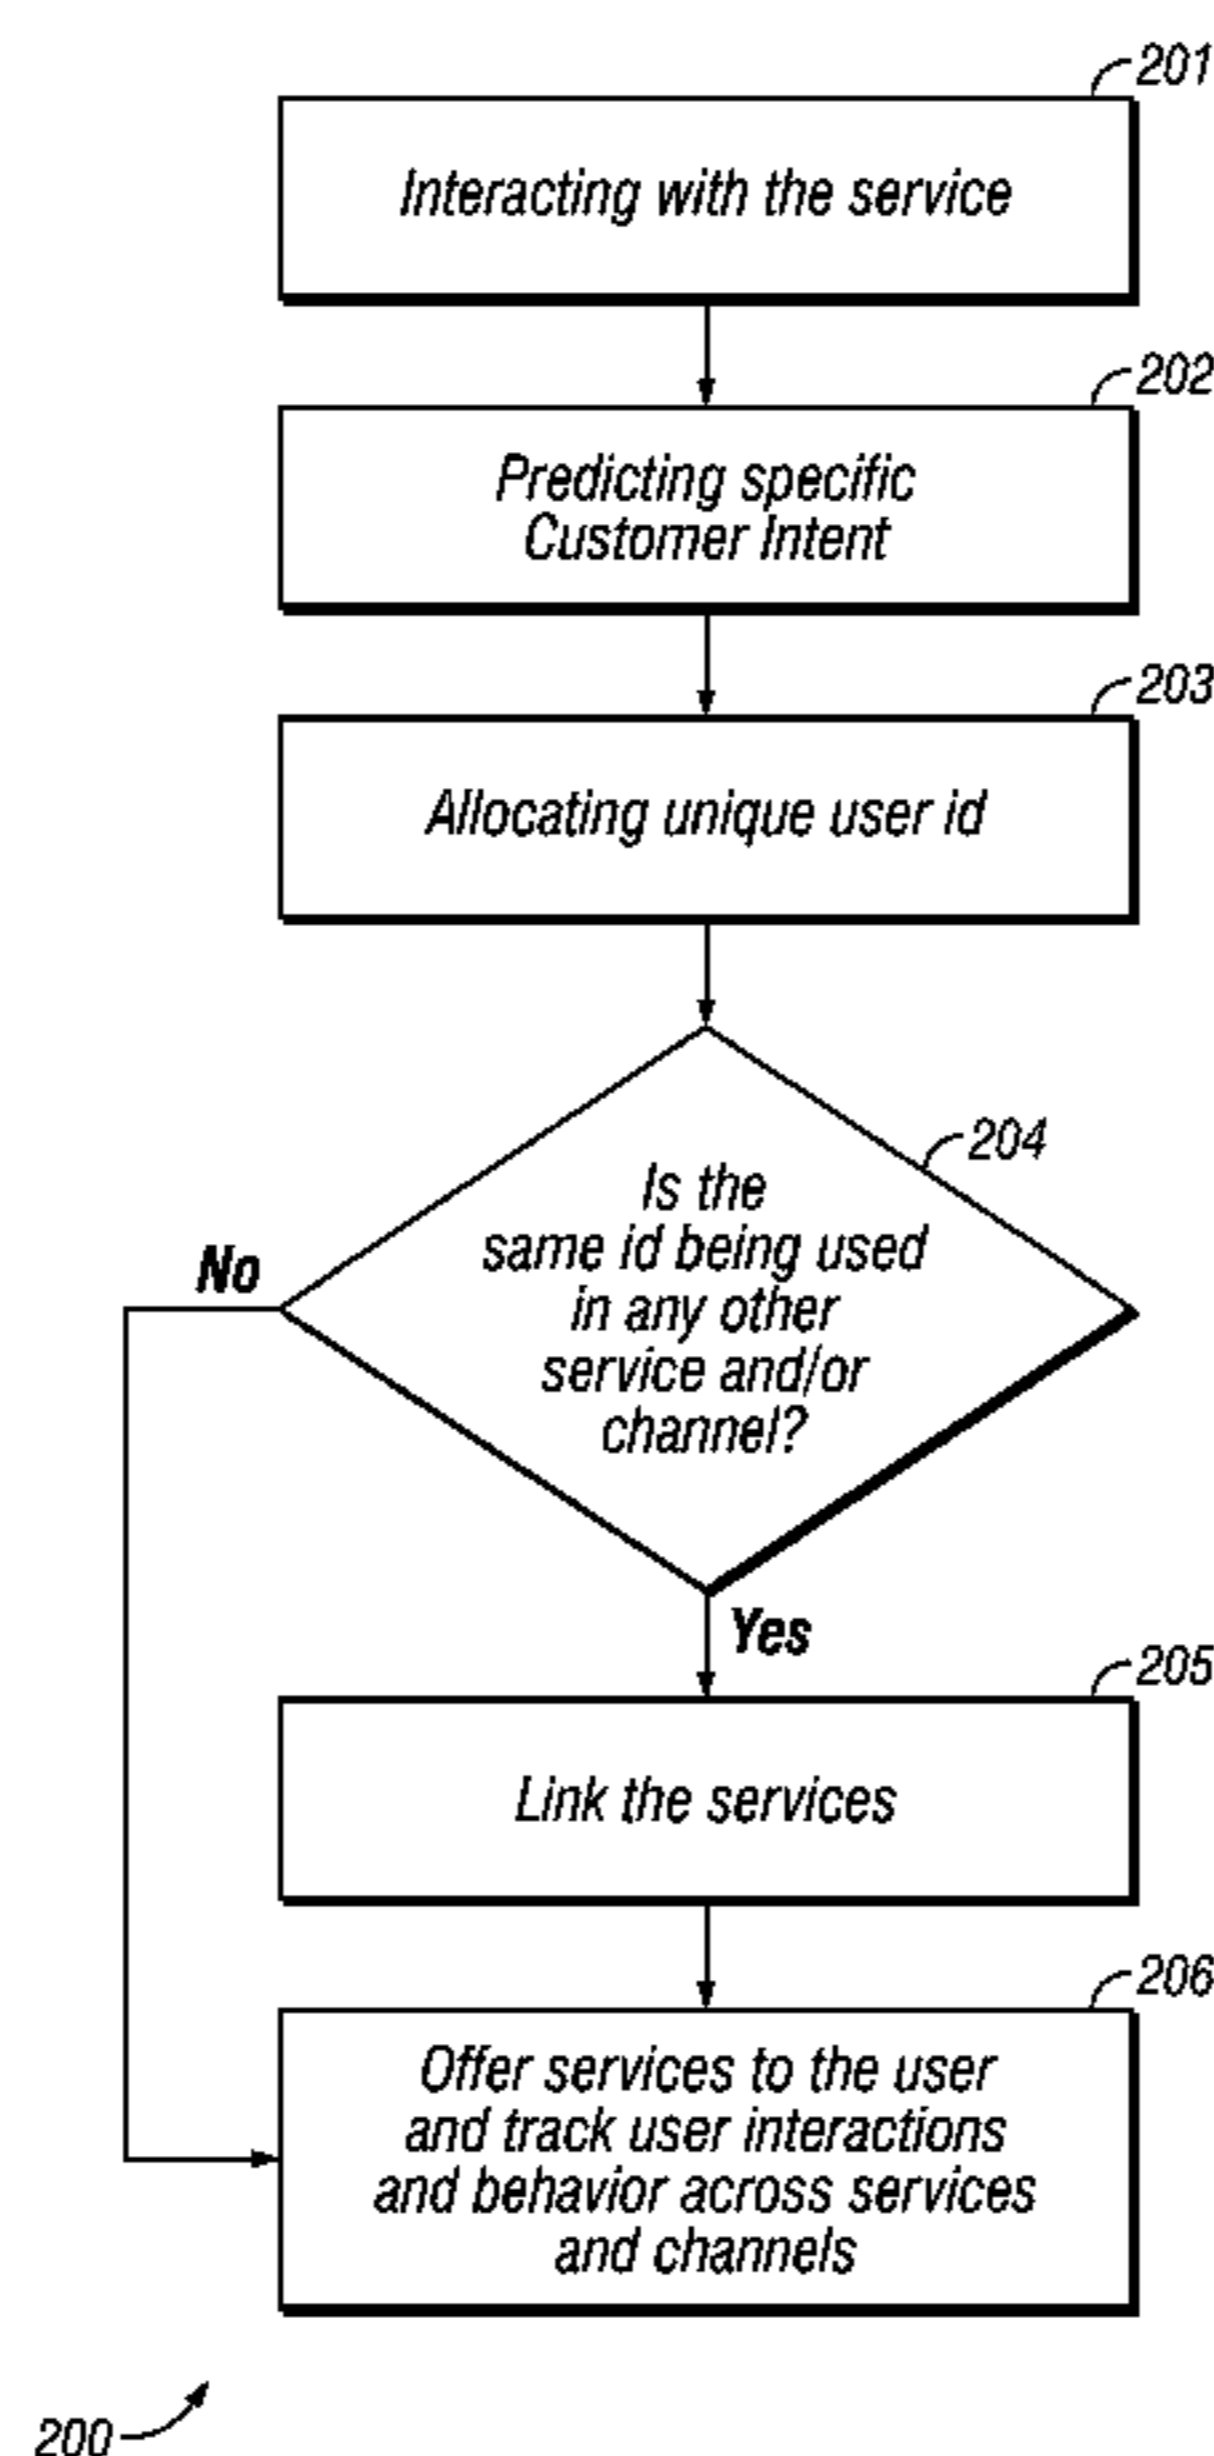 201
Interacting with the service
202
Predicting specific
Customer Intent
203
Allocating unique user id
204
Is the
same id being used
in any other
service and/or
channel?
No
Yes
205
Link the services
206
Offer services to the user
and track user interactions
and behavior across services
and channels
200